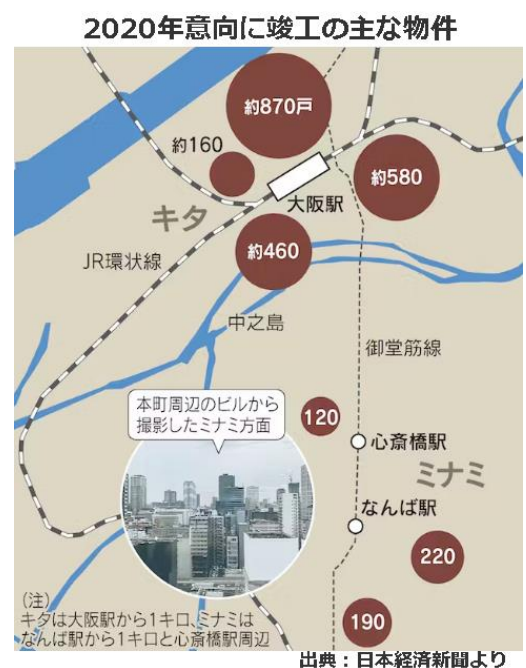 2020年意向に竣工の主な物件
約870戸
約160
約580
大阪駅
キタ
約460
JR環状線
中之島
御堂筋線
本町周辺のビルから
撮影したミナミ方面
120
心斎橋駅
ミナミ
なんば駅
220
190
(注)
キタは大阪駅から1キロ、ミナミは
なんば駅から1キロと心斎橋駅周辺
出典：日本経済新聞より